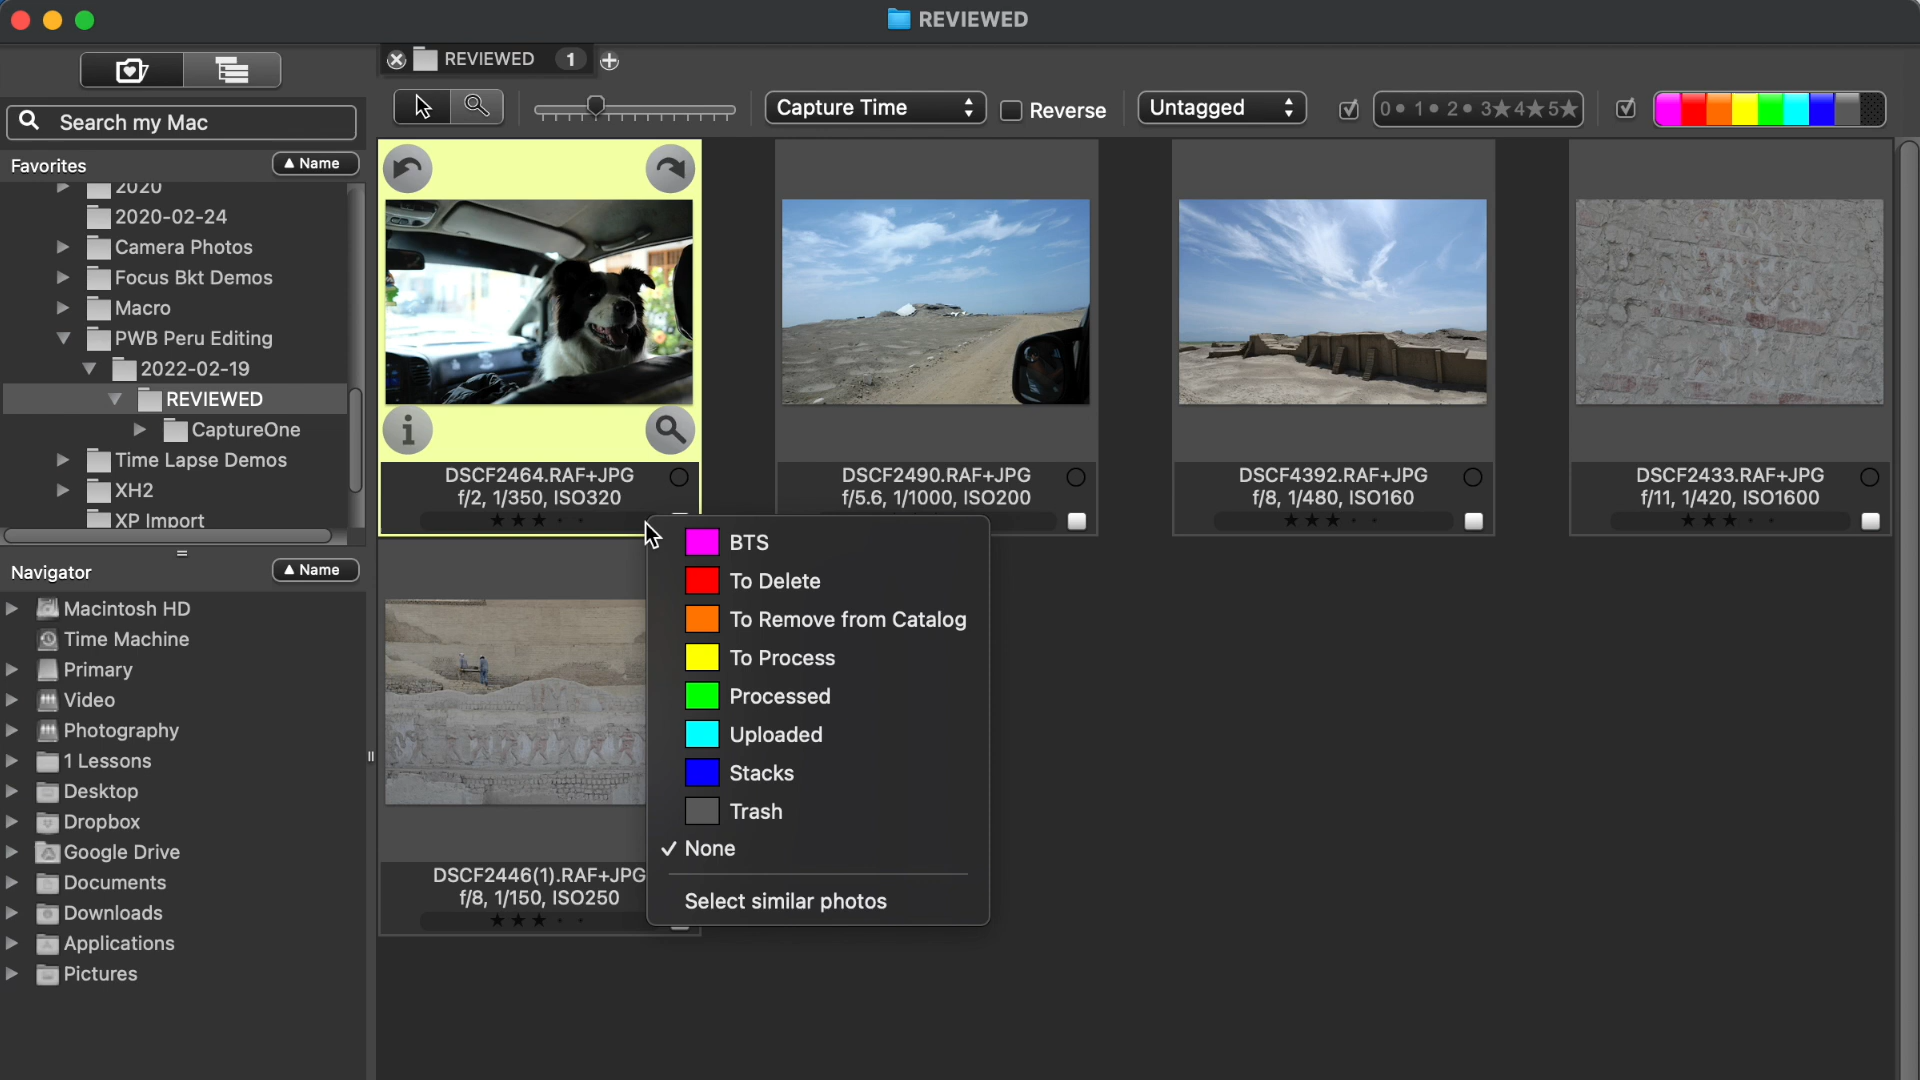 REVIEWED
REVIEWED 1
Search my Mac
Capture Time
Reverse
Untagged
0 1 2 3★4★5★
Favorites
Name
2020
2020-02-24
Camera Photos
Focus Bkt Demos
Macro
PWB Peru Editing
2022-02-19
REVIEWED
CaptureOne
Time Lapse Demos
XH2
XP Import
Navigator
Name
Macintosh HD
Time Machine
Primary
Video
Photography
1 Lessons
Desktop
Dropbox
Google Drive
Documents
Downloads
Applications
Pictures
DSCF2464.RAF+JPG
f/2, 1/350, ISO320
DSCF2490.RAF+JPG
f/5.6, 1/1000, ISO200
DSCF4392.RAF+JPG
f/8, 1/480, ISO160
DSCF2433.RAF+JPG
f/11, 1/420, ISO1600
DSCF2446(1).RAF+JPG
f/8, 1/150, ISO250
BTS
To Delete
To Remove from Catalog
To Process
Processed
Uploaded
Stacks
Trash
None
Select similar photos